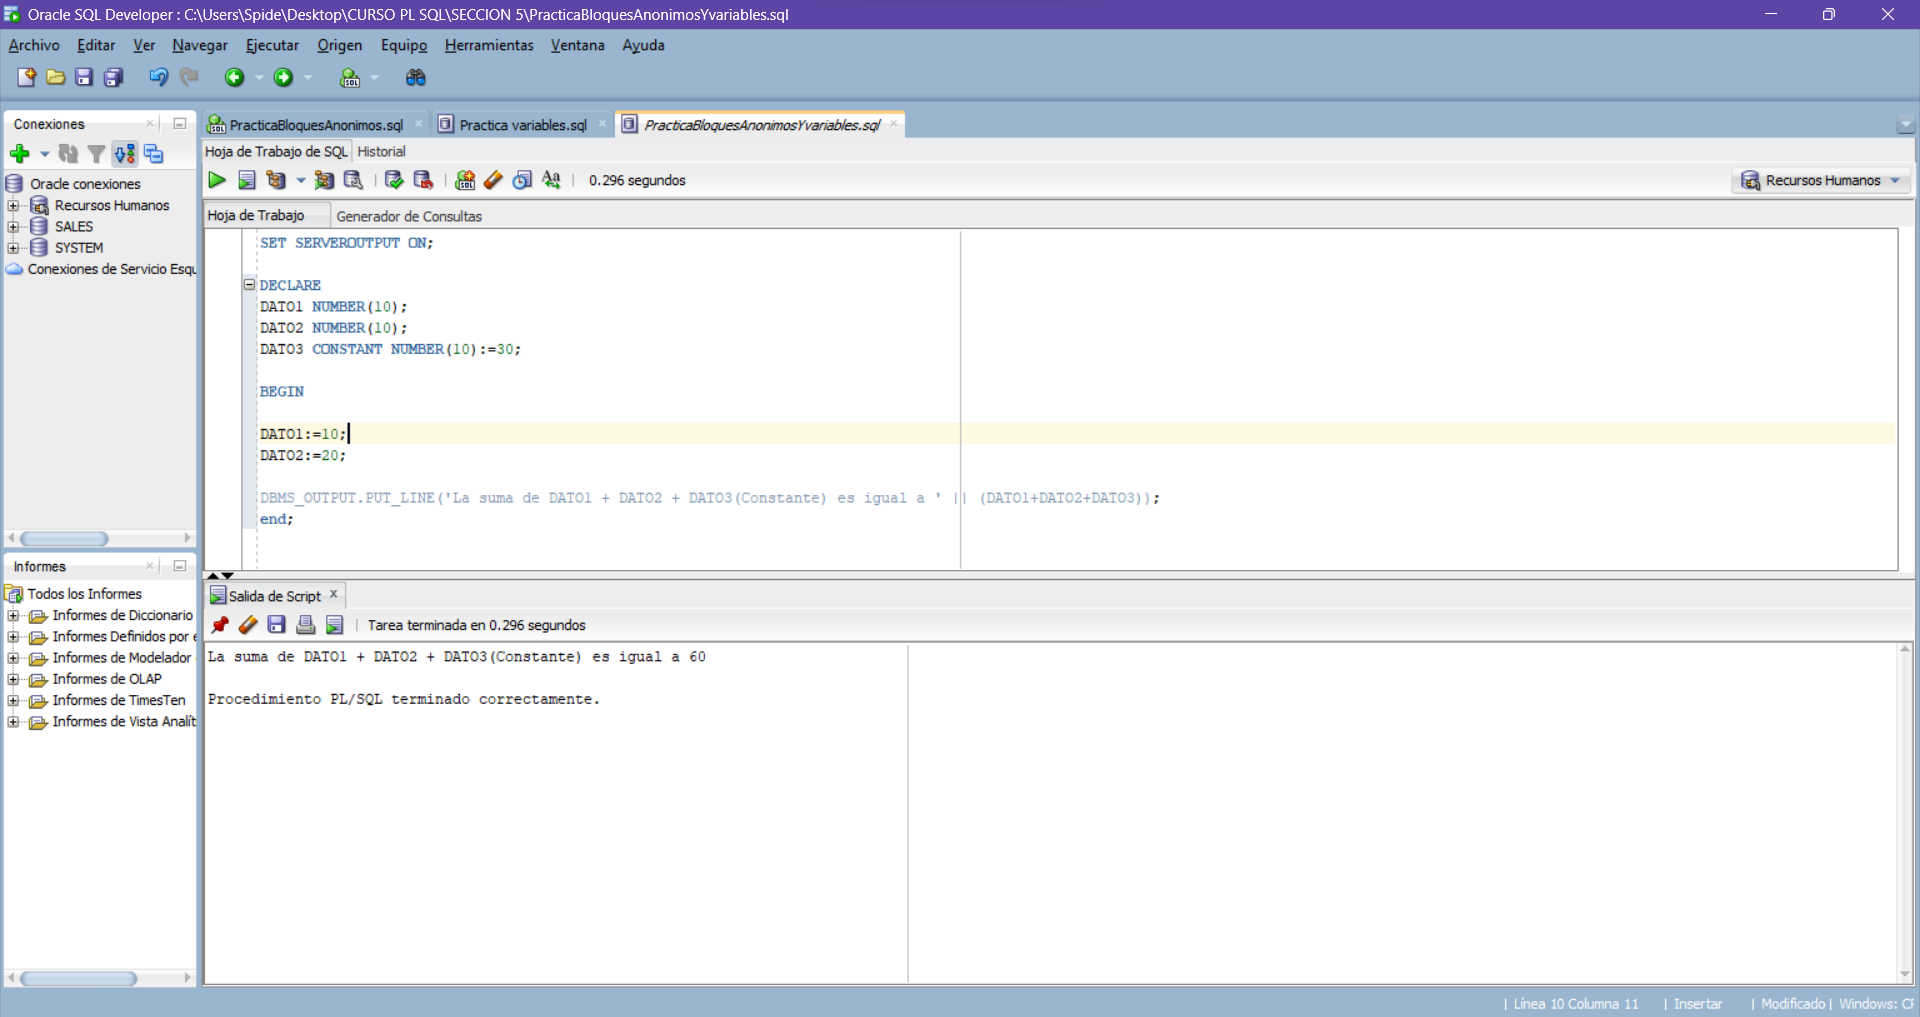 Oracle SQL Developer : C:\Users\Spide\Desktop\CURSO PL SQL\SECCION 5\PracticaBloquesAnonimosYvariables.sql
Archivo Editar Ver Navegar Ejecutar Origen Equipo Herramientas Ventana Ayuda
Conexiones
Oracle conexiones
Recursos Humanos
SALES
SYSTEM
Conexiones de Servicio Esqu
Informes
Todos los Informes
Informes de Diccionario
Informes Definidos por e
Informes de Modelador
Informes de OLAP
Informes de TimesTen
Informes de Vista Analít
PracticaBloquesAnonimos.sql Practica variables.sql PracticaBloquesAnonimosYvariables.sql
Hoja de Trabajo de SQL Historial
0.296 segundos
Recursos Humanos
Hoja de Trabajo Generador de Consultas
SET SERVEROUTPUT ON;
DECLARE
DATO1 NUMBER(10);
DATO2 NUMBER(10);
DATO3 CONSTANT NUMBER(10):=30;
BEGIN
DATO1:=10;
DATO2:=20;
DBMS_OUTPUT.PUT_LINE('La suma de DATO1 + DATO2 + DATO3(Constante) es igual a ' || (DATO1+DATO2+DATO3));
end;
Salida de Script
Tarea terminada en 0.296 segundos
La suma de DATO1 + DATO2 + DATO3(Constante) es igual a 60
Procedimiento PL/SQL terminado correctamente.
| Línea 10 Columna 11 | Insertar | Modificado | Windows: CF